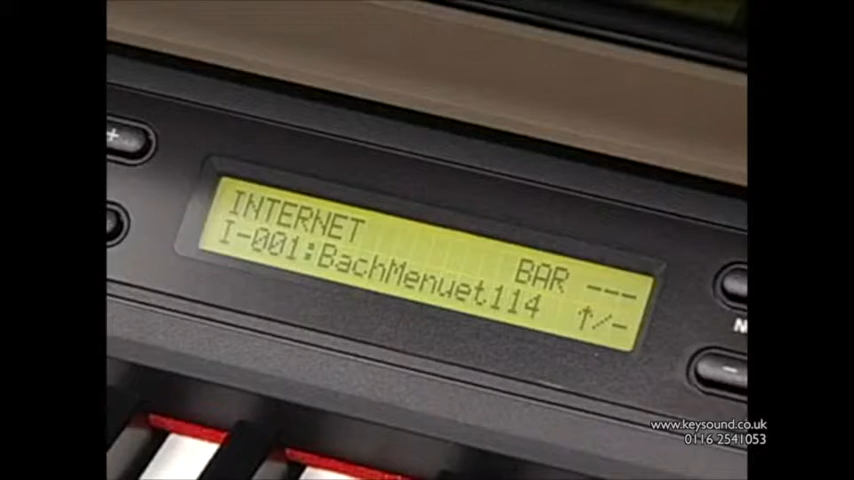 +
INTERNET
BAR ---
I-001:BachMenuet114
↑/-
N
-
www.keysound.co.uk
0116 2541053